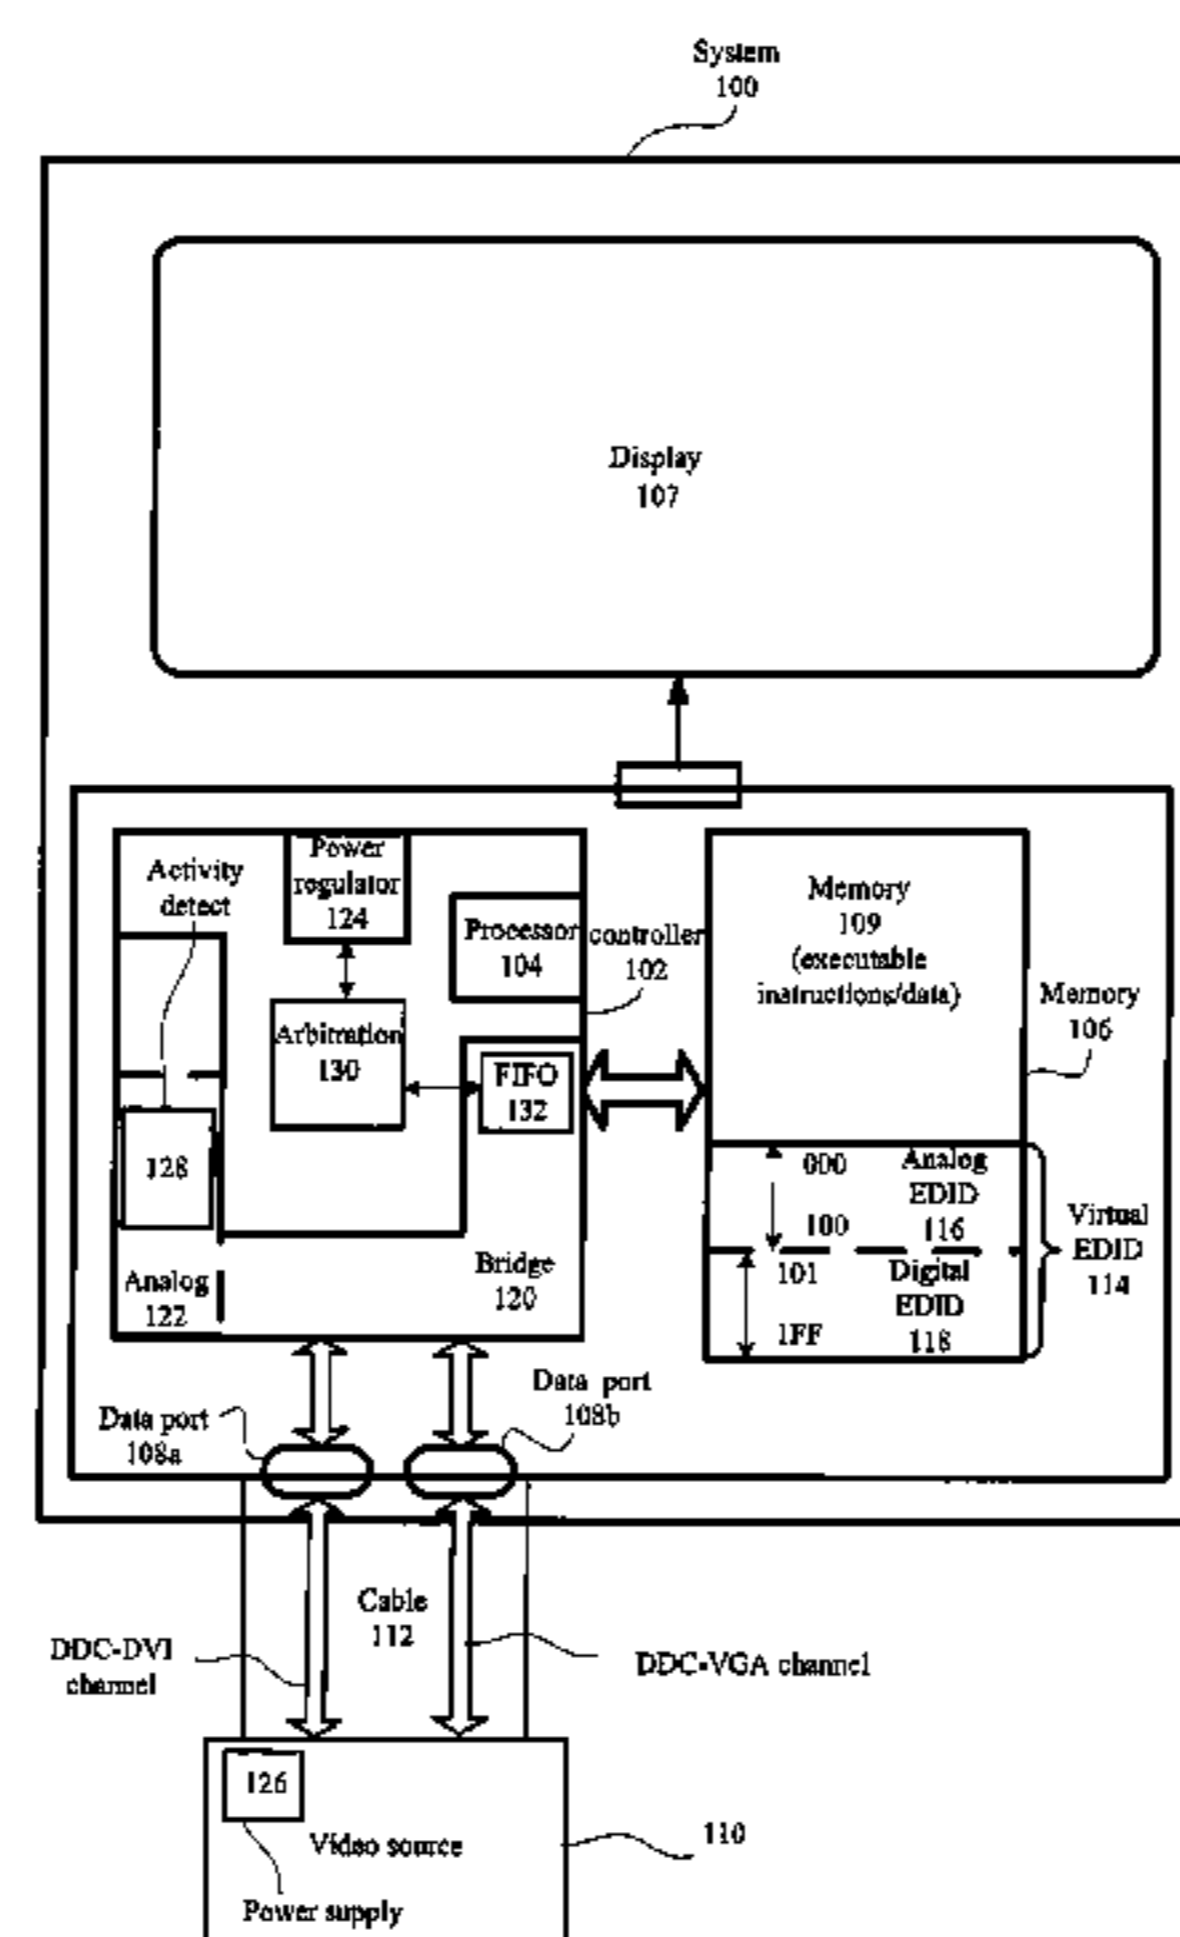 System
100
Display
107
Power
regulator
124
Activity
detect
Processor
104
controller
102
Memory
109
(executable
instructions/data)
Memory
106
Arbitration
130
FIFO
132
128
000
Analog
EDID
116
100
101
Digital
EDID
118
1FF
Virtual
EDID
114
Bridge
120
Analog
122
Data port
108a
Data port
108b
Cable
112
DDC-DVI
channel
DDC-VGA channel
126
Video source
110
Power supply